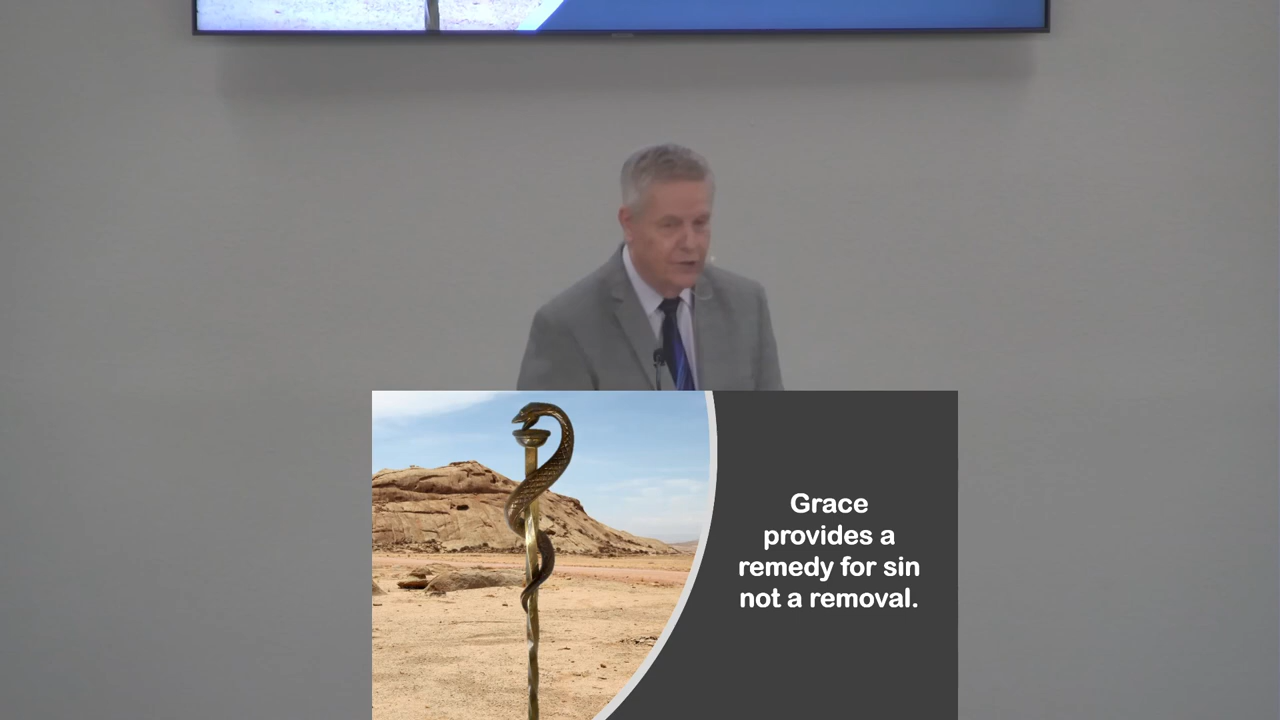 Grace
provides a
remedy for sin
not a removal.